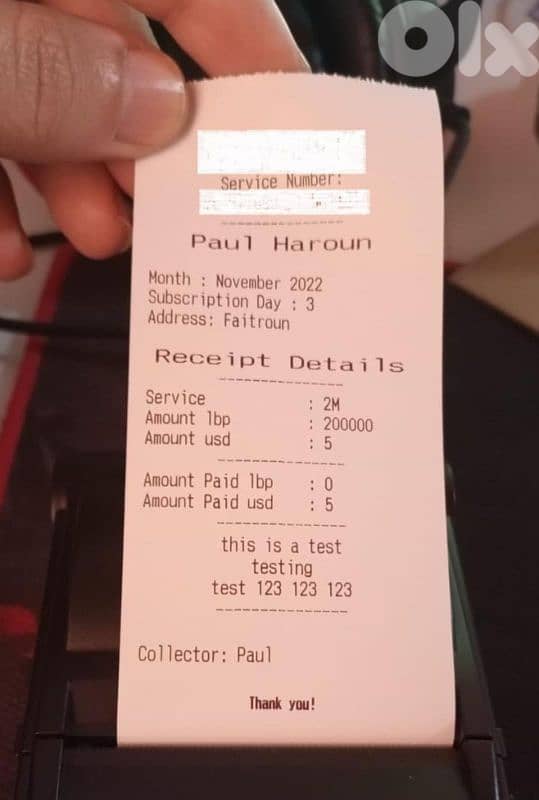 Olx
Service Number:
Paul Haroun
Month : November 2022
Subscription Day : 3
Address: Faitroun
Receipt Details
Service : 2M
Amount lbp : 200000
Amount usd : 5
Amount Paid lbp : 0
Amount Paid usd : 5
this is a test
testing
test 123 123 123
Collector: Paul
Thank you!